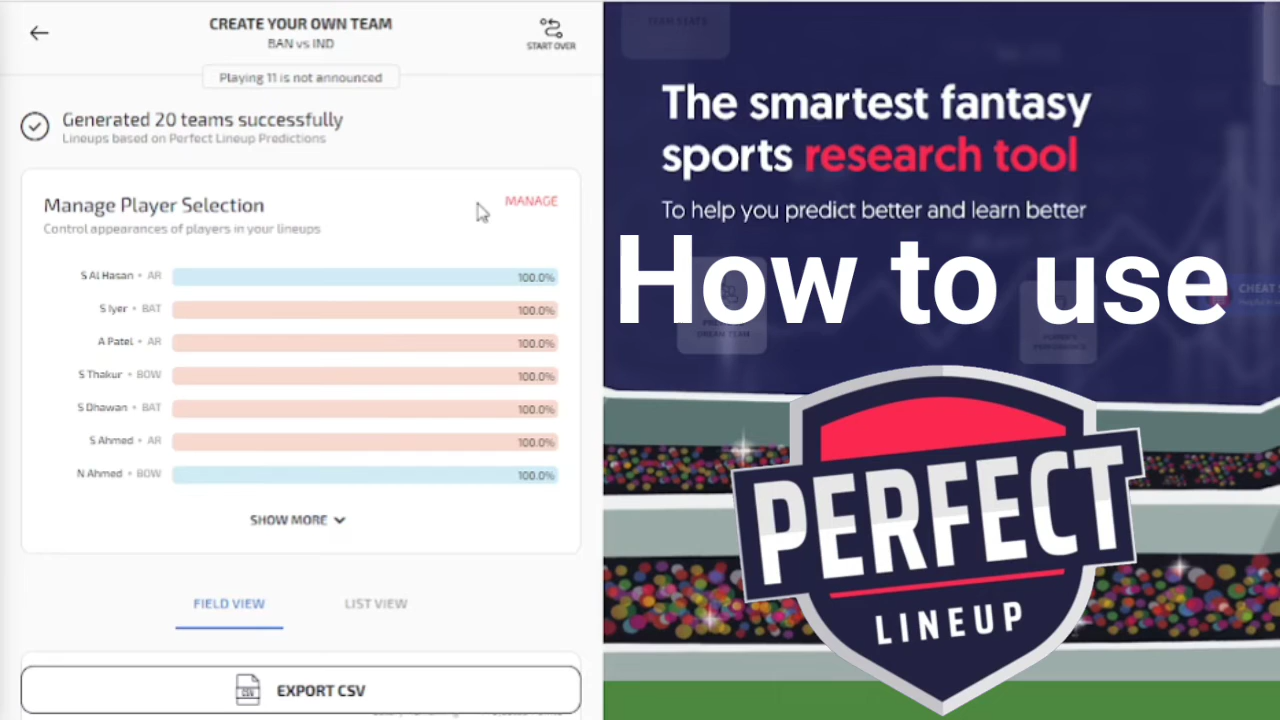 CREATE YOUR OWN TEAM
BAN vs IND
START OVER
Playing 11 is not announced
Generated 20 teams successfully
Lineups based on Perfect Lineup Predictions
Manage Player Selection
MANAGE
Control appearances of players in your lineups
S Al Hasan • AR 100.0%
S Iyer • BAT 100.0%
A Patel • AR 100.0%
S Thakur • BOW 100.0%
S Dhawan • BAT 100.0%
S Ahmed • AR 100.0%
N Ahmed • BOW 100.0%
SHOW MORE
FIELD VIEW LIST VIEW
CSV
EXPORT CSV
The smartest fantasy
sports research tool
To help you predict better and learn better
How to use
DREAM TEAM
PERFECT
LINEUP